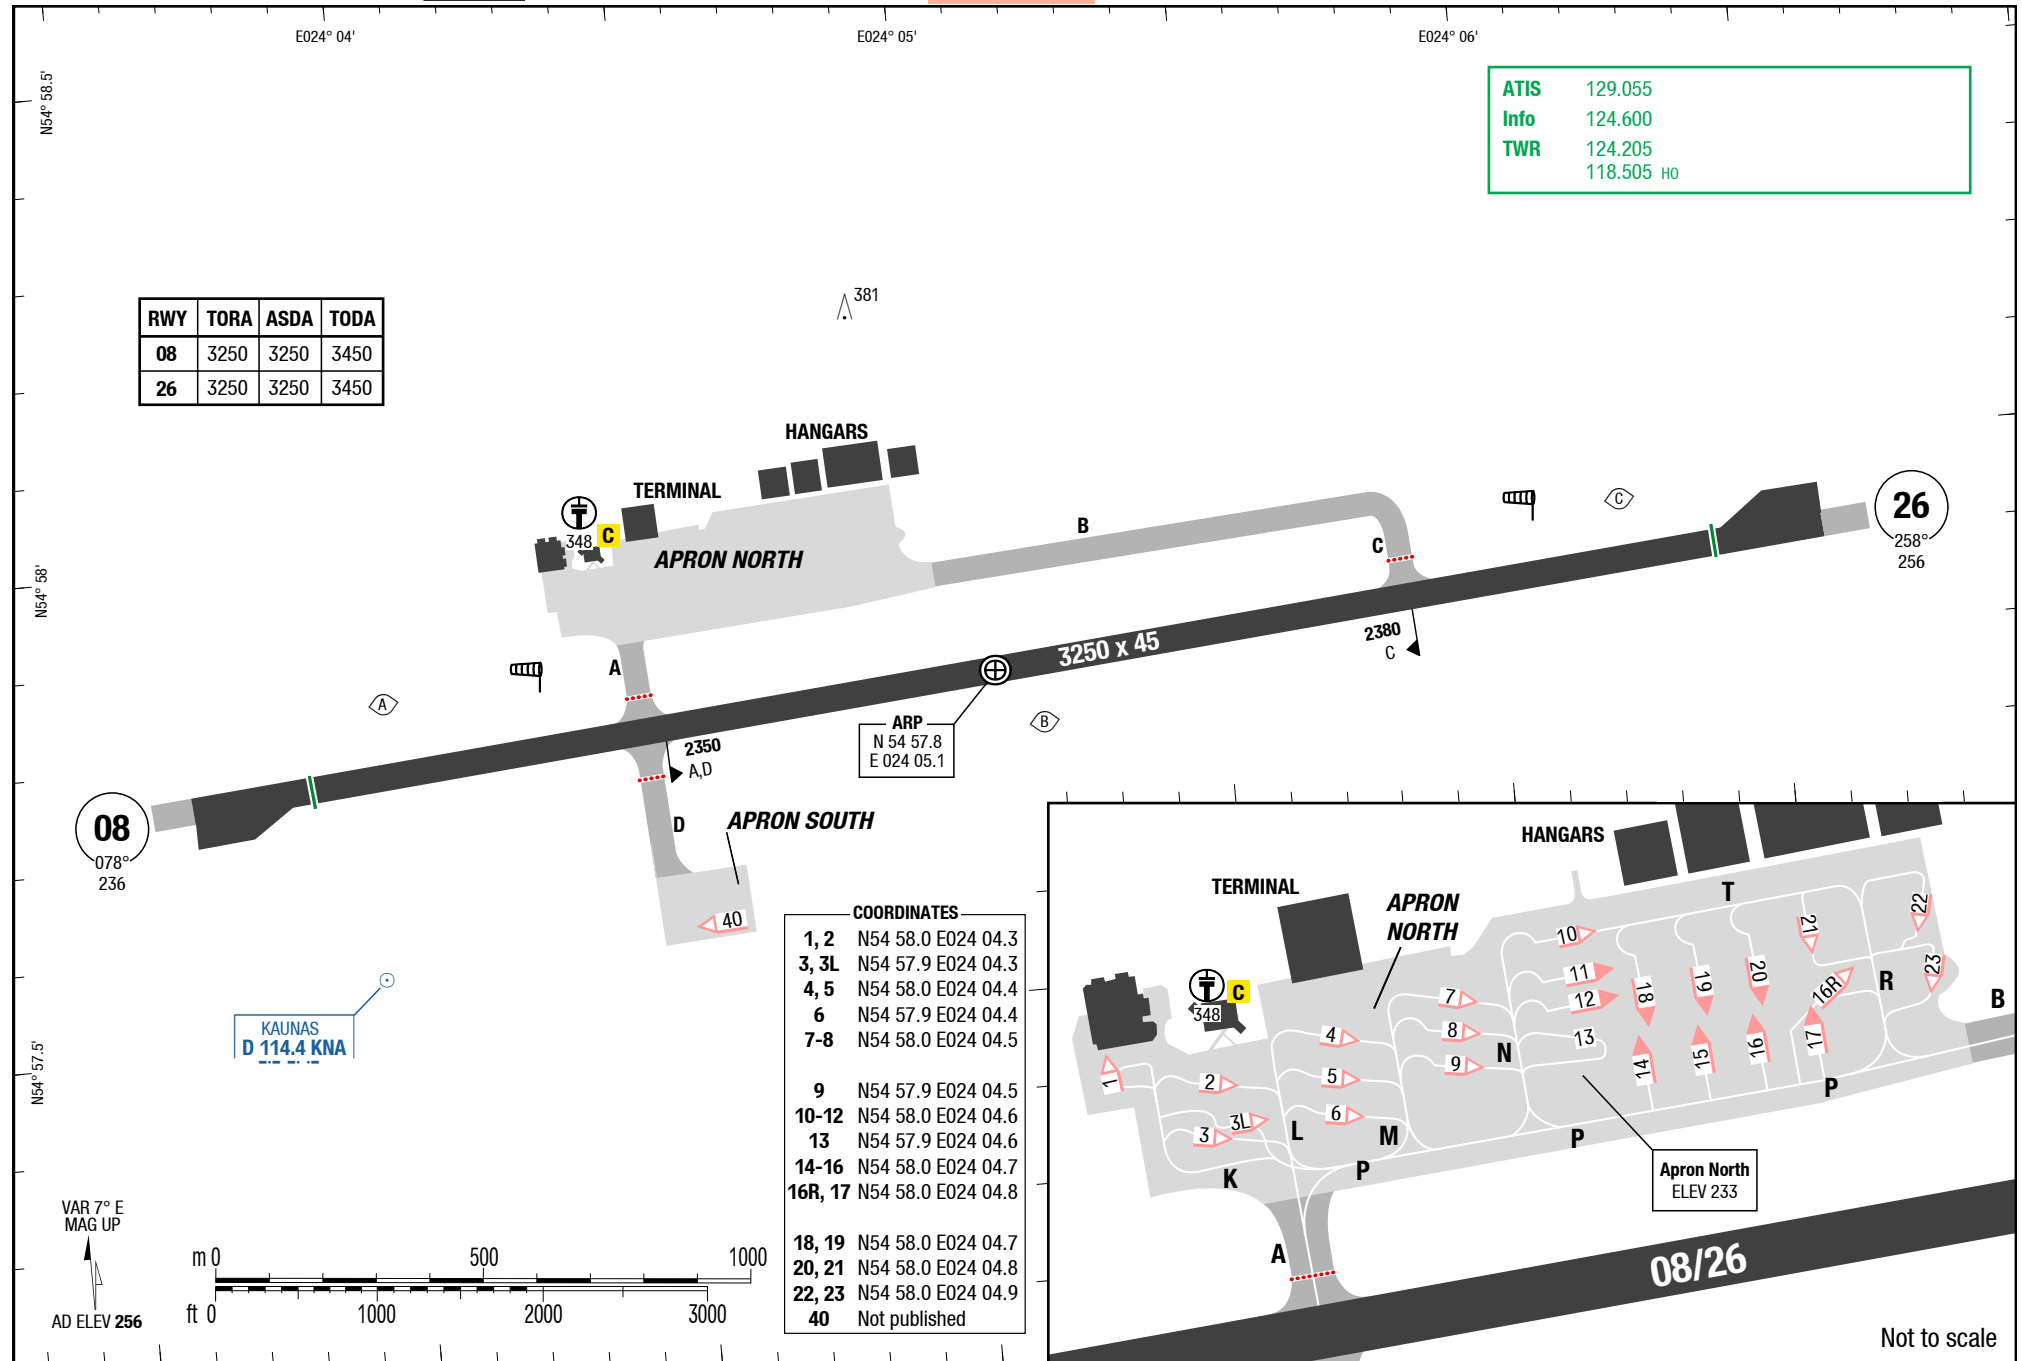 E024° 04'
E024° 05'
E024° 06'
N54° 58.5'
N54° 58'
N54° 57.5'
ATIS 129.055
Info 124.600
TWR 124.205
118.505 HO
RWY TORA ASDA TODA
08 3250 3250 3450
26 3250 3250 3450
381
HANGARS
TERMINAL
348
C
APRON NORTH
B
C
C
26
258°
256
A
A
3250 x 45
2380
C
ARP
N 54 57.8
E 024 05.1
B
2350
A,D
D
APRON SOUTH
40
08
078°
236
KAUNAS
D 114.4 KNA
COORDINATES
1, 2 N54 58.0 E024 04.3
3, 3L N54 57.9 E024 04.3
4, 5 N54 58.0 E024 04.4
6 N54 57.9 E024 04.4
7-8 N54 58.0 E024 04.5
9 N54 57.9 E024 04.5
10-12 N54 58.0 E024 04.6
13 N54 57.9 E024 04.6
14-16 N54 58.0 E024 04.7
16R, 17 N54 58.0 E024 04.8
18, 19 N54 58.0 E024 04.7
20, 21 N54 58.0 E024 04.8
22, 23 N54 58.0 E024 04.9
40 Not published
VAR 7° E
MAG UP
AD ELEV 256
m 0 500 1000
ft 0 1000 2000 3000
HANGARS
TERMINAL
APRON
NORTH
T
22
21
10
11
12
13
18
19
20
16R
23
R
B
348
C
7
8
9
N
4
5
6
1
2
3
3L
14
15
16
17
L
M
K
P
P
P
A
Apron North
ELEV 233
08/26
Not to scale